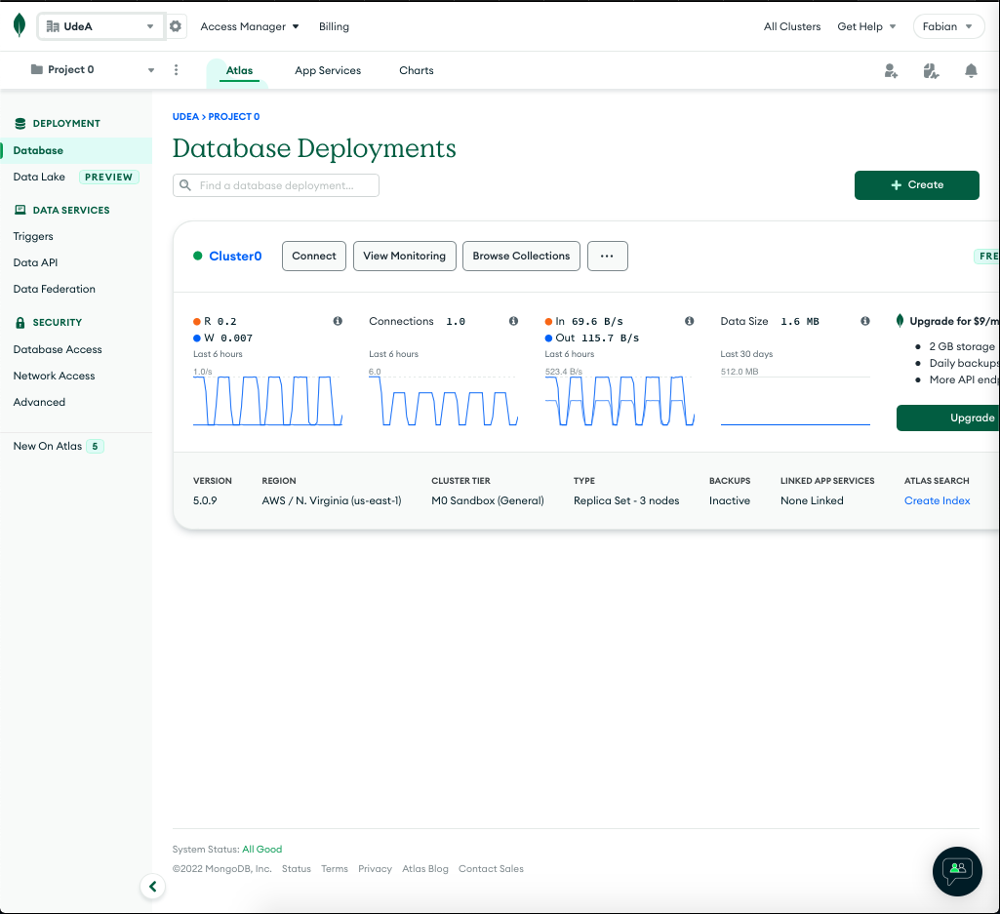 UdeA
Access Manager
Billing
All Clusters
Get Help
Fabian
Project 0
Atlas
App Services
Charts
DEPLOYMENT
Database
Data Lake PREVIEW
DATA SERVICES
Triggers
Data API
Data Federation
SECURITY
Database Access
Network Access
Advanced
New On Atlas 5
UDEA > PROJECT 0
Database Deployments
Find a database deployment...
+ Create
Cluster0
Connect
View Monitoring
Browse Collections
...
FRE
R 0.2
W 0.007
Last 6 hours
1.0/s
Connections 1.0
Last 6 hours
6.0
In 69.6 B/s
Out 115.7 B/s
Last 6 hours
523.4 B/s
Data Size 1.6 MB
Last 30 days
512.0 MB
Upgrade for $9/m
2 GB storage
Daily backups
More API endp
Upgrade
VERSION
5.0.9
REGION
AWS / N. Virginia (us-east-1)
CLUSTER TIER
M0 Sandbox (General)
TYPE
Replica Set - 3 nodes
BACKUPS
Inactive
LINKED APP SERVICES
None Linked
ATLAS SEARCH
Create Index
System Status: All Good
©2022 MongoDB, Inc. Status Terms Privacy Atlas Blog Contact Sales